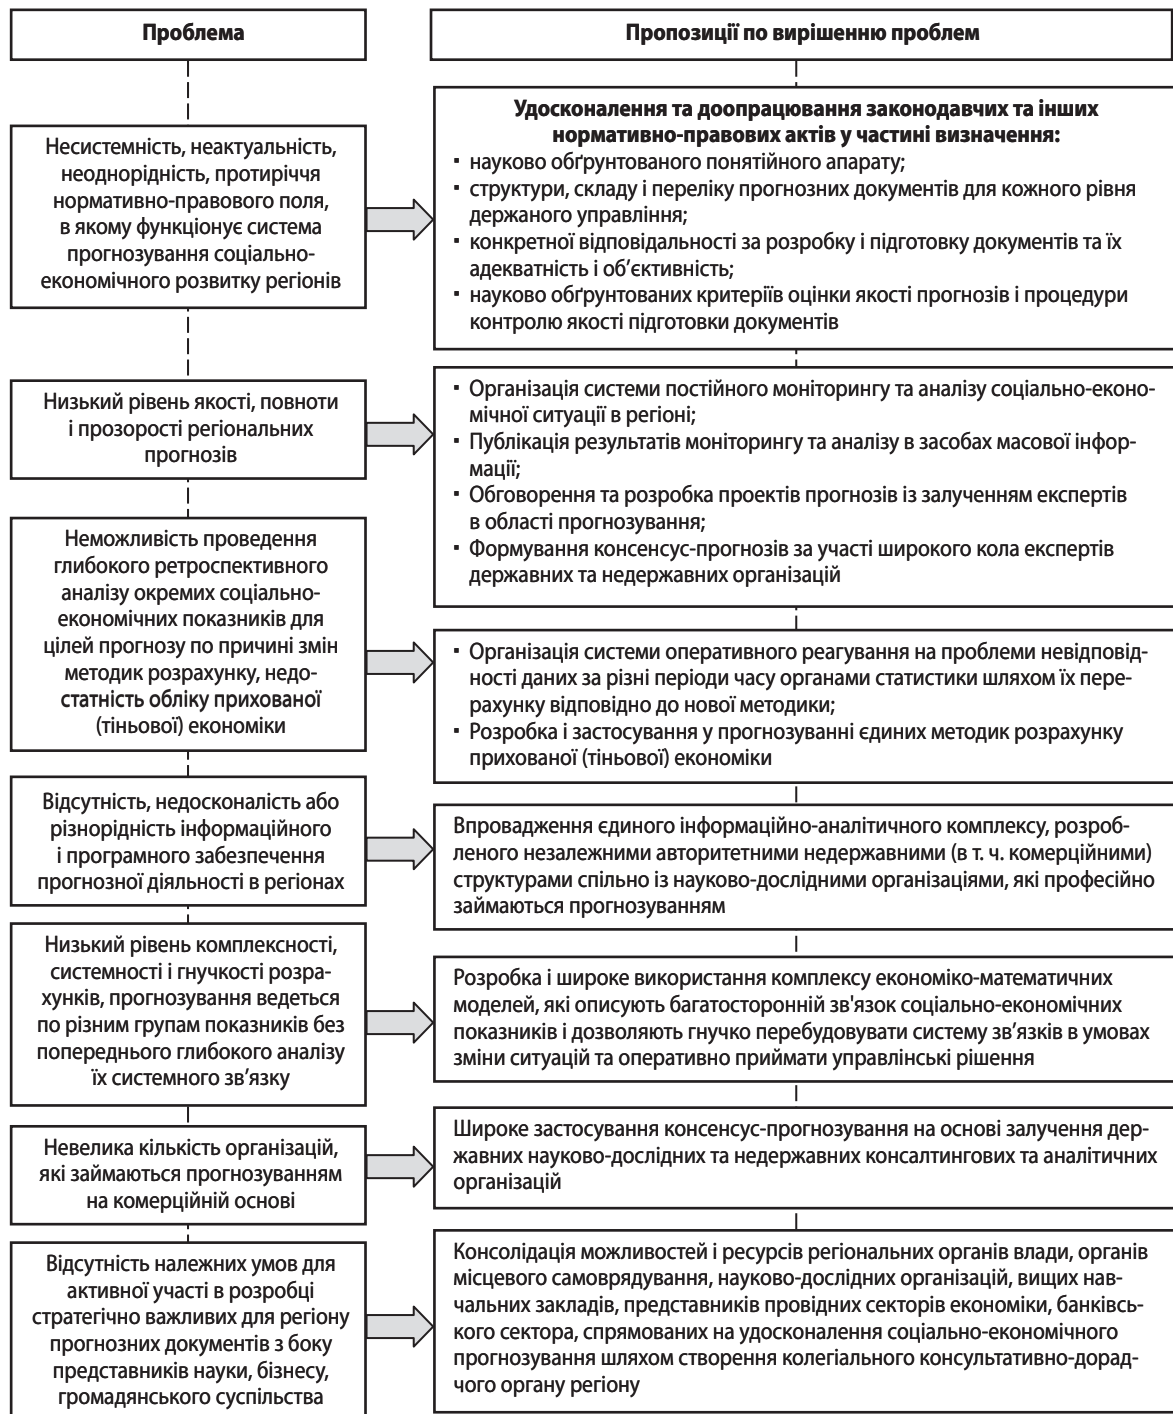 Проблема
Пропозиції по вирішенню проблем
Несистемність, неактуальність,
неоднорідність, протиріччя
нормативно-правового поля,
в якому функціонує система
прогнозування соціально-
економічного розвитку регіонів
Удосконалення та доопрацювання законодавчих та інших
нормативно-правових актів у частині визначення:
▪ науково обґрунтованого понятійного апарату;
▪ структури, складу і переліку прогнозних документів для кожного рівня
держаного управління;
▪ конкретної відповідальності за розробку і підготовку документів та їх
адекватність і об’єктивність;
▪ науково обґрунтованих критеріїв оцінки якості прогнозів і процедури
контролю якості підготовки документів
Низький рівень якості, повноти
і прозорості регіональних
прогнозів
▪ Організація системи постійного моніторингу та аналізу соціально-еконо-
мічної ситуації в регіоні;
▪ Публікація результатів моніторингу та аналізу в засобах масової інфор-
мації;
▪ Обговорення та розробка проектів прогнозів із залученням експертів
в області прогнозування;
▪ Формування консенсус-прогнозів за участі широкого кола експертів
державних та недержавних організацій
Неможливість проведення
глибокого ретроспективного
аналізу окремих соціально-
економічних показників для
цілей прогнозу по причині змін
методик розрахунку, недо-
статність обліку прихованої
(тіньової) економіки
▪ Організація системи оперативного реагування на проблеми невідповід-
ності даних за різні періоди часу органами статистики шляхом їх пере-
рахунку відповідно до нової методики;
▪ Розробка і застосування у прогнозуванні єдиних методик розрахунку
прихованої (тіньової) економіки
Відсутність, недосконалість або
різнорідність інформаційного
і програмного забезпечення
прогнозної діяльності в регіонах
Впровадження єдиного інформаційно-аналітичного комплексу, розроб-
леного незалежними авторитетними недержавними (в т. ч. комерційними)
структурами спільно із науково-дослідними організаціями, які професійно
займаються прогнозуванням
Низький рівень комплексності,
системності і гнучкості розра-
хунків, прогнозування ведеться
по різним групам показників без
попереднього глибокого аналізу
їх системного зв’язку
Розробка і широке використання комплексу економіко-математичних
моделей, які описують багатосторонній зв'язок соціально-економічних
показників і дозволяють гнучко перебудовувати систему зв’язків в умовах
зміни ситуацій та оперативно приймати управлінські рішення
Невелика кількість організацій,
які займаються прогнозуванням
на комерційній основі
Широке застосування консенсус-прогнозування на основі залучення дер-
жавних науково-дослідних та недержавних консалтингових та аналітичних
організацій
Відсутність належних умов для
активної участі в розробці
стратегічно важливих для регіону
прогнозних документів з боку
представників науки, бізнесу,
громадянського суспільства
Консолідація можливостей і ресурсів регіональних органів влади, органів
місцевого самоврядування, науково-дослідних організацій, вищих нав-
чальних закладів, представників провідних секторів економіки, банківсь-
кого сектора, спрямованих на удосконалення соціально-економічного
прогнозування шляхом створення колегіального консультативно-дорад-
чого органу регіону